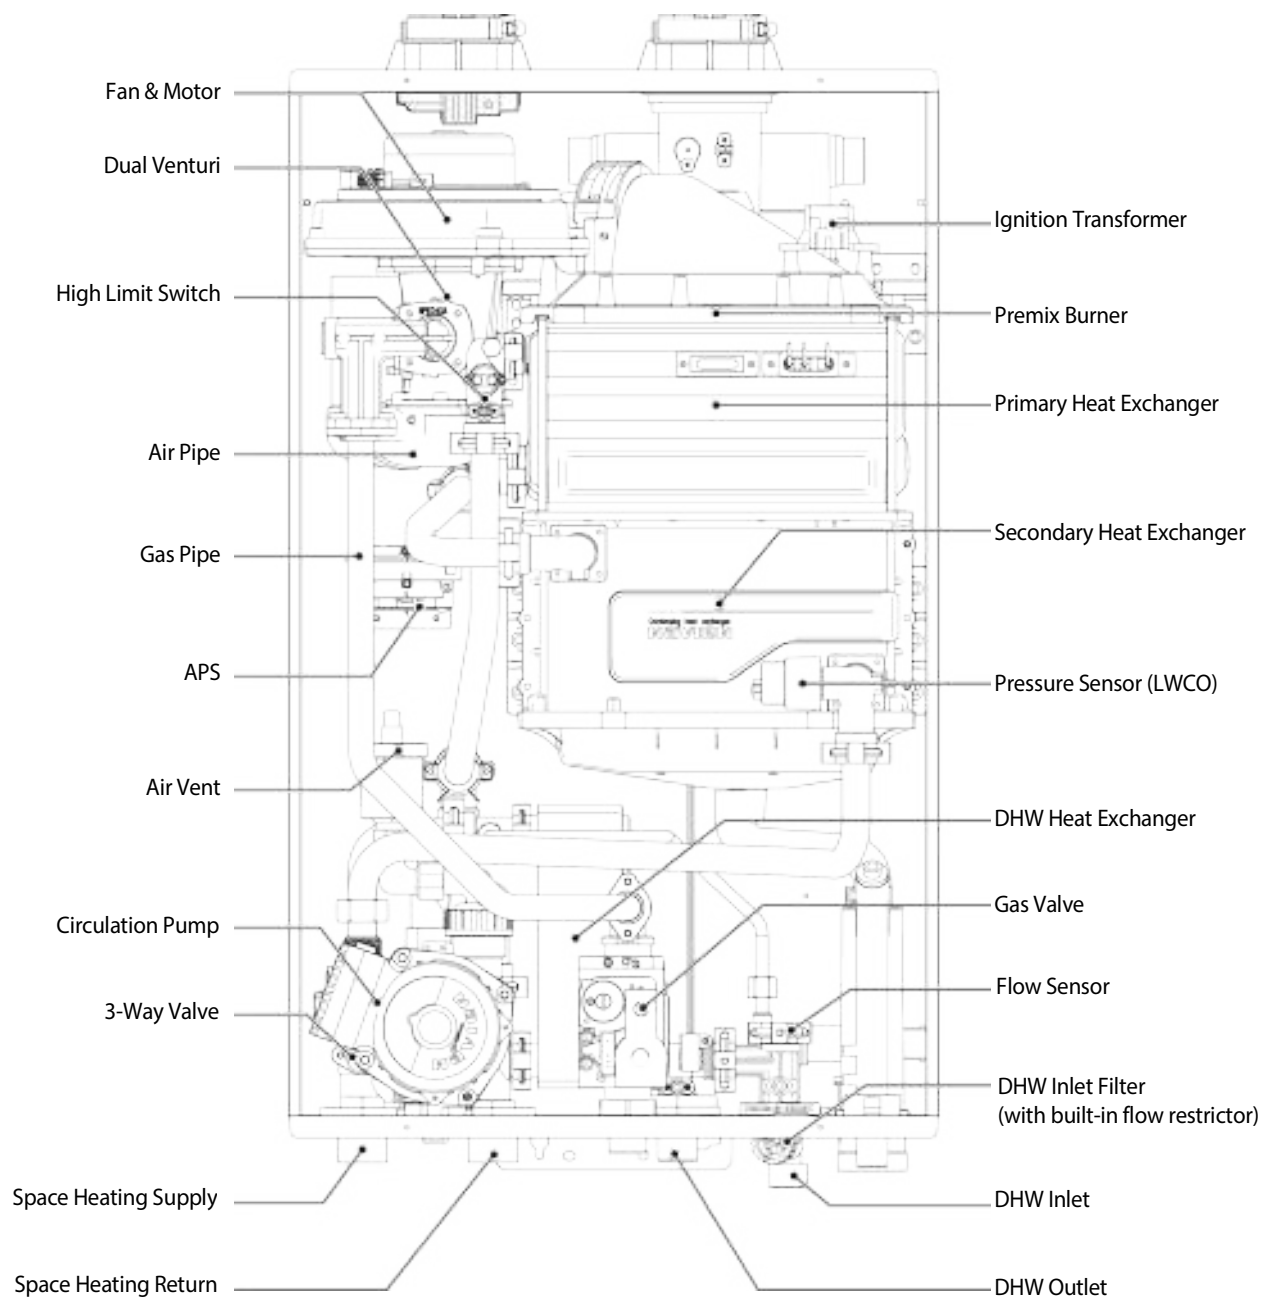 Fan & Motor
Dual Venturi
High Limit Switch
Air Pipe
Gas Pipe
APS
Air Vent
Circulation Pump
3-Way Valve
Space Heating Supply
Space Heating Return
Ignition Transformer
Premix Burner
Primary Heat Exchanger
Secondary Heat Exchanger
Pressure Sensor (LWCO)
DHW Heat Exchanger
Gas Valve
Flow Sensor
DHW Inlet Filter
(with built-in flow restrictor)
DHW Inlet
DHW Outlet
Condensing heat exchanger